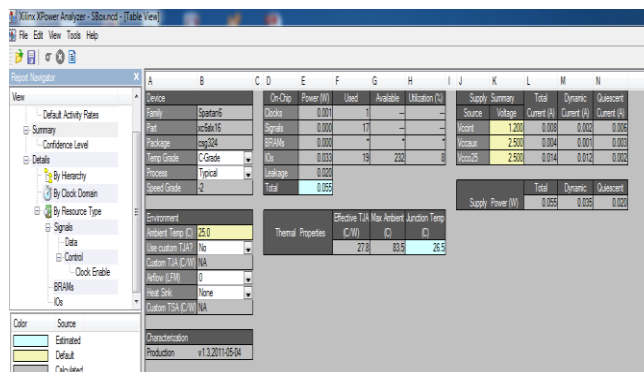 Xilinx XPower Analyzer - SBox.ncd - [Table View]
File Edit View Tools Help
Report Navigator X
View
Default Activity Rates
Summary
Confidence Level
Details
By Hierarchy
By Clock Domain
By Resource Type
Signals
Data
Control
Clock Enable
BRAMs
IOs
Color Source
Estimated
Default
Calculated
A B C D E F G H I J K L M N
Device
Family Spartan6
Part xc6slx16
Package csg324
Temp Grade C-Grade
Process Typical
Speed Grade -2
Environment
Ambient Temp (C) 25.0
Use custom TJA? No
Custom TJA (C/W) NA
Airflow (LFM) 0
Heat Sink None
Custom TSA (C/W) NA
Characterization
Production v1.3,2011-05-04
On-Chip Power (W) Used Available Utilization (%)
Clocks 0.001 1 --- ---
Signals 0.000 17 --- ---
BRAMs 0.000 * * *
IOs 0.033 19 232 8
Leakage 0.020
Total 0.055
Effective TJA Max Ambient Junction Temp
Thermal Properties (C/W) (C) (C)
27.8 83.5 26.5
Supply Summary Total Dynamic Quiescent
Source Voltage Current (A) Current (A) Current (A)
Vccint 1.200 0.008 0.002 0.006
Vccaux 2.500 0.004 0.001 0.003
Vcco25 2.500 0.014 0.012 0.002
Total Dynamic Quiescent
Supply Power (W) 0.055 0.035 0.020